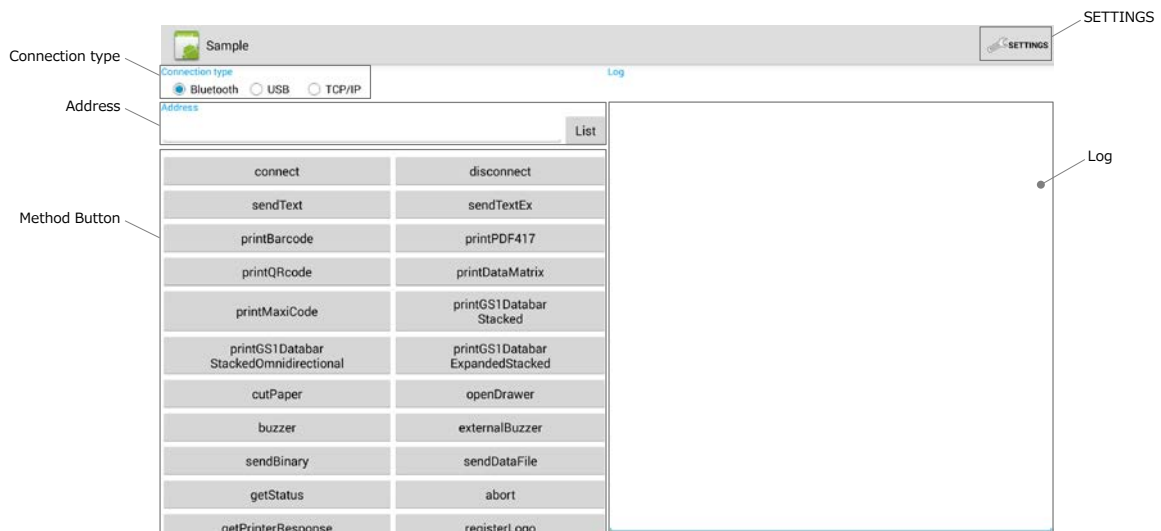 SETTINGS
Sample
SETTINGS
Connection type
Connection type
Log
Bluetooth USB TCP/IP
Address
Address
List
Log
connect disconnect
sendText sendTextEx
Method Button
printBarcode printPDF417
printQRcode printDataMatrix
printMaxiCode
printGS1Databar
Stacked
printGS1Databar
StackedOmnidirectional
printGS1Databar
ExpandedStacked
cutPaper openDrawer
buzzer externalBuzzer
sendBinary sendDataFile
getStatus abort
getPrinterResponse registerLogo